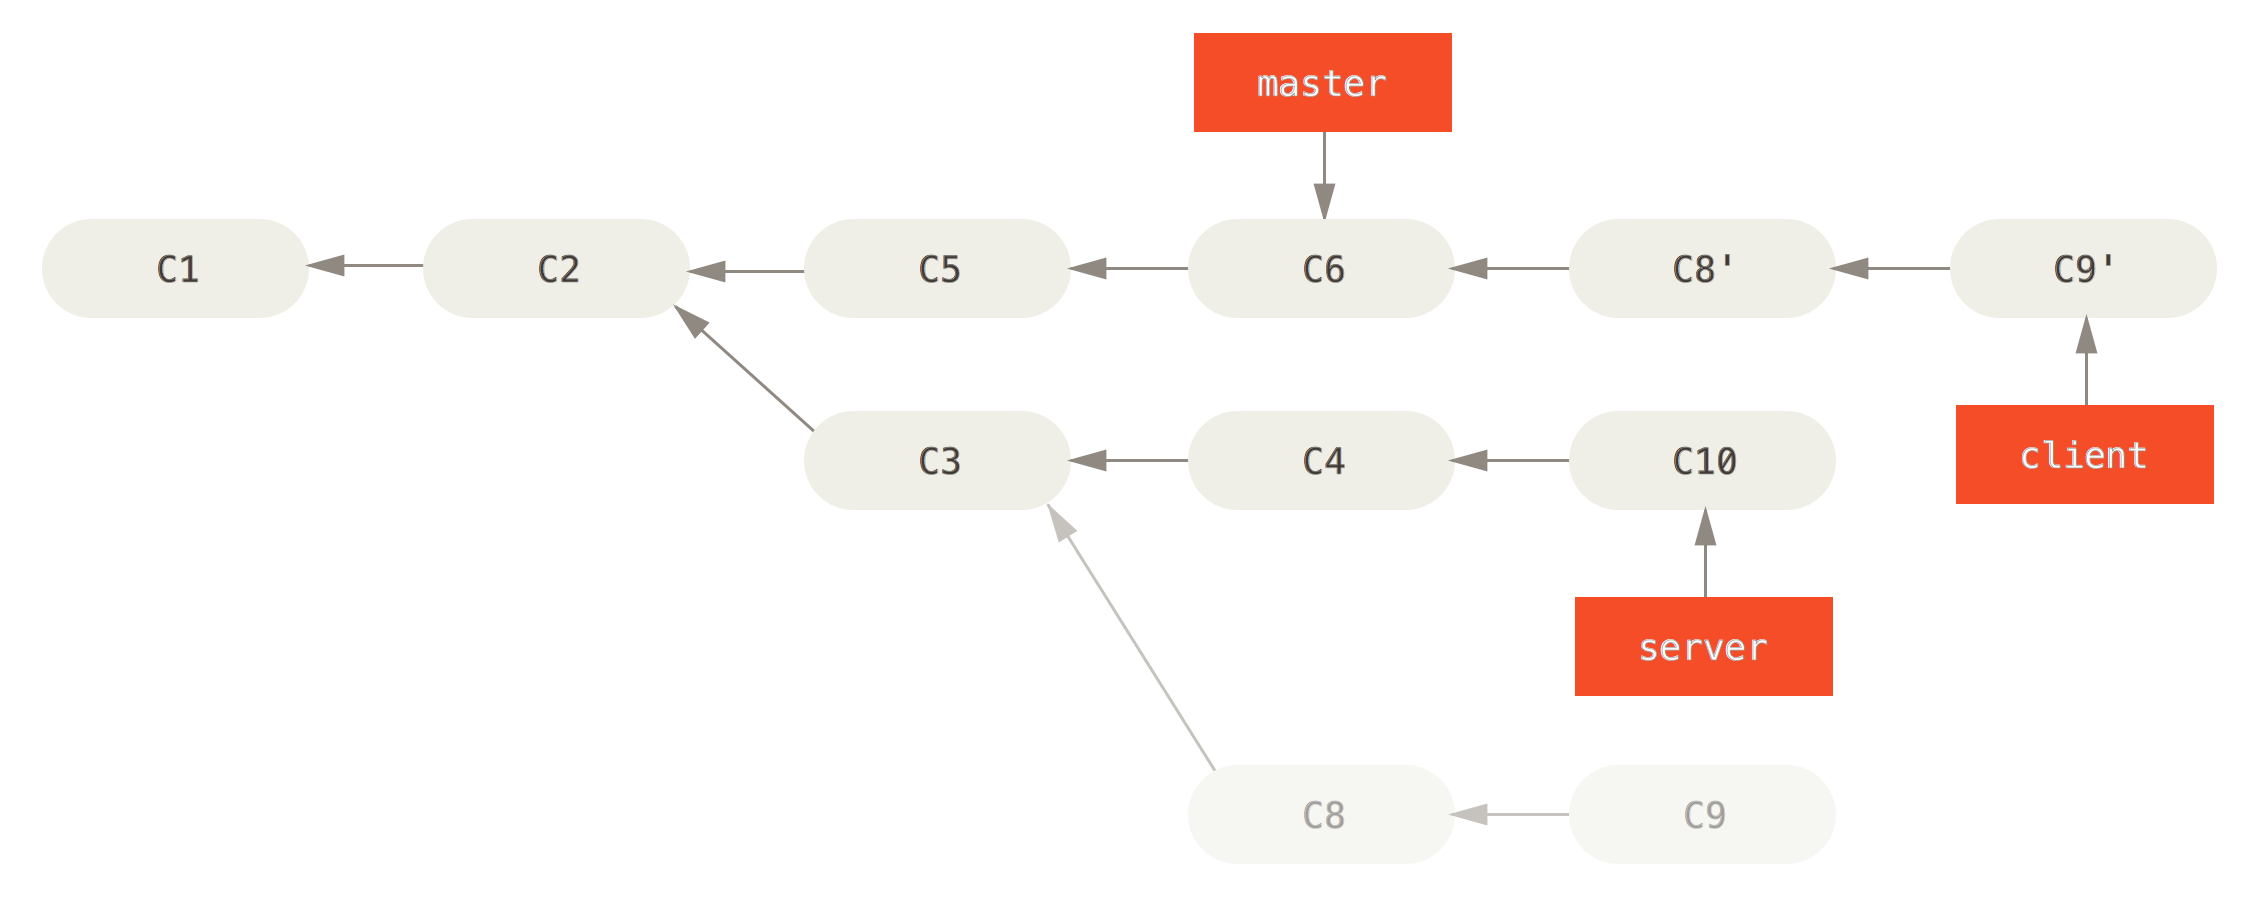 master
C1 C2 C5 C6 C8' C9'
C3 C4 C10
client
server
C8 C9